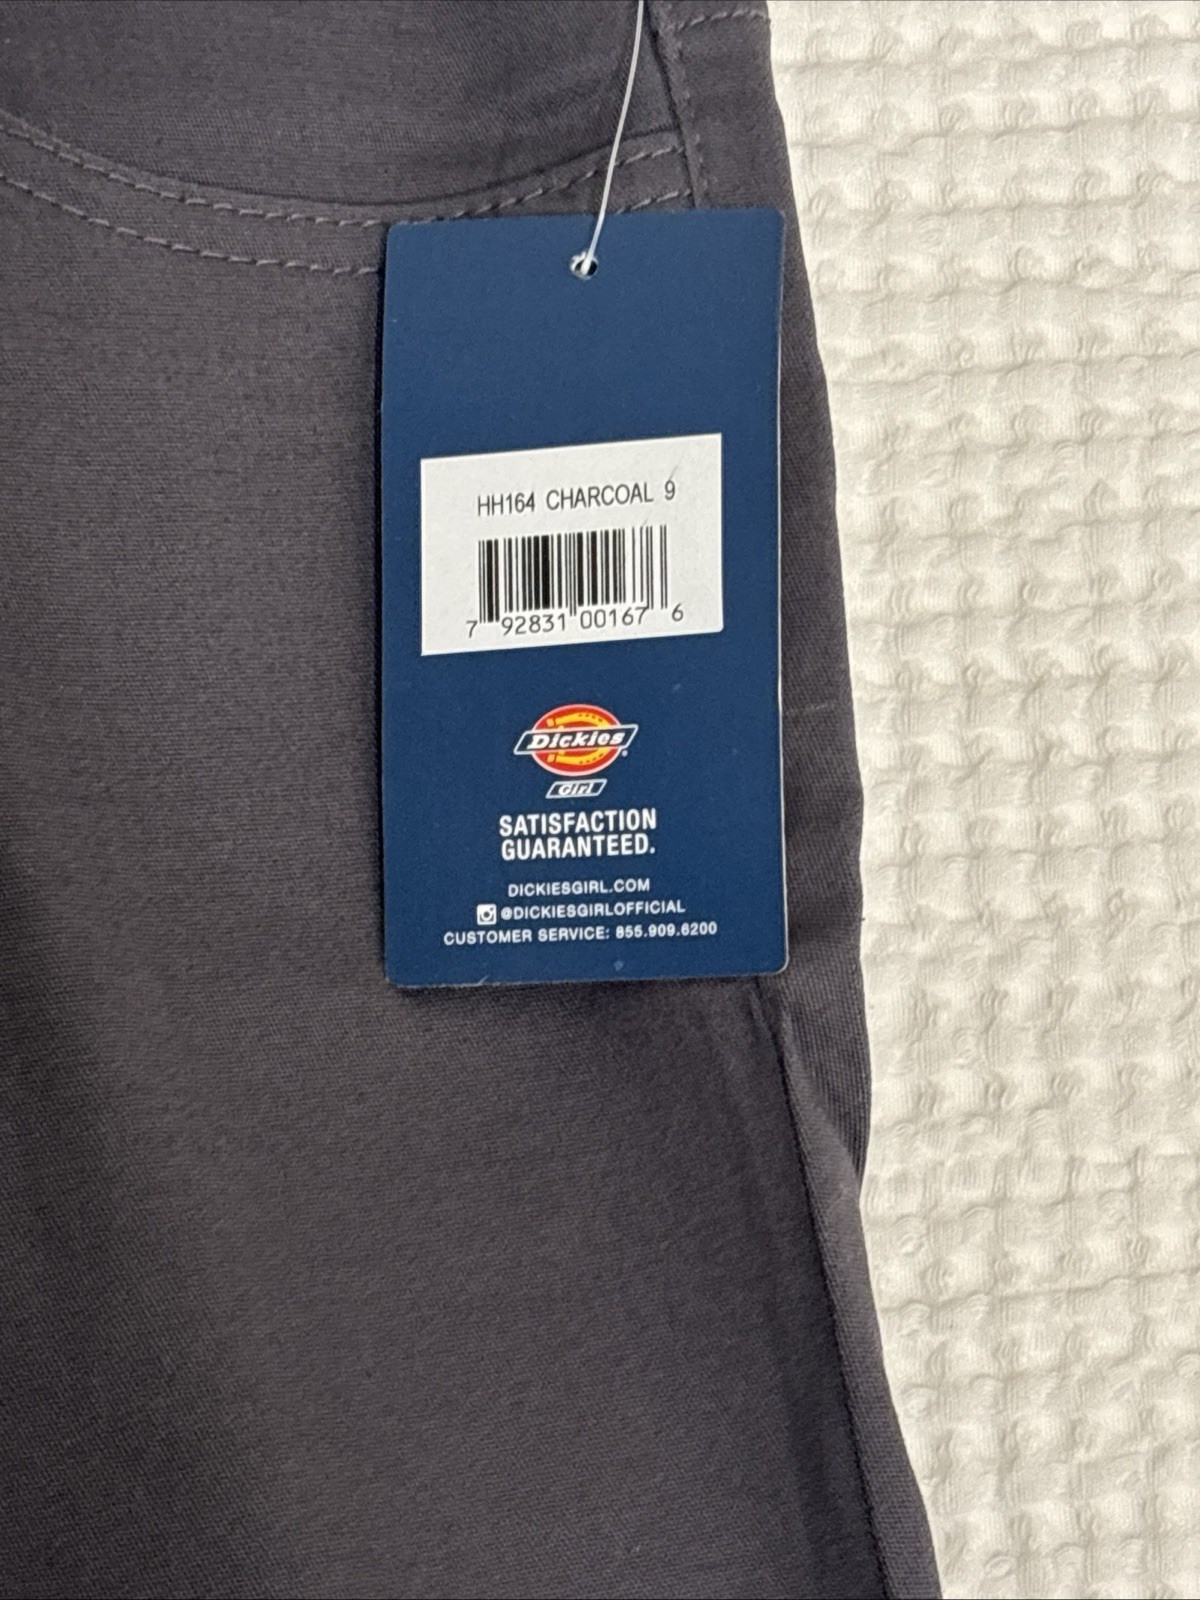 HH164 CHARCOAL 9
7 92831 00167 6
Dickies
Girl
SATISFACTION
GUARANTEED.
DICKIESGIRL.COM
@DICKIESGIRLOFFICIAL
CUSTOMER SERVICE: 855.909.6200